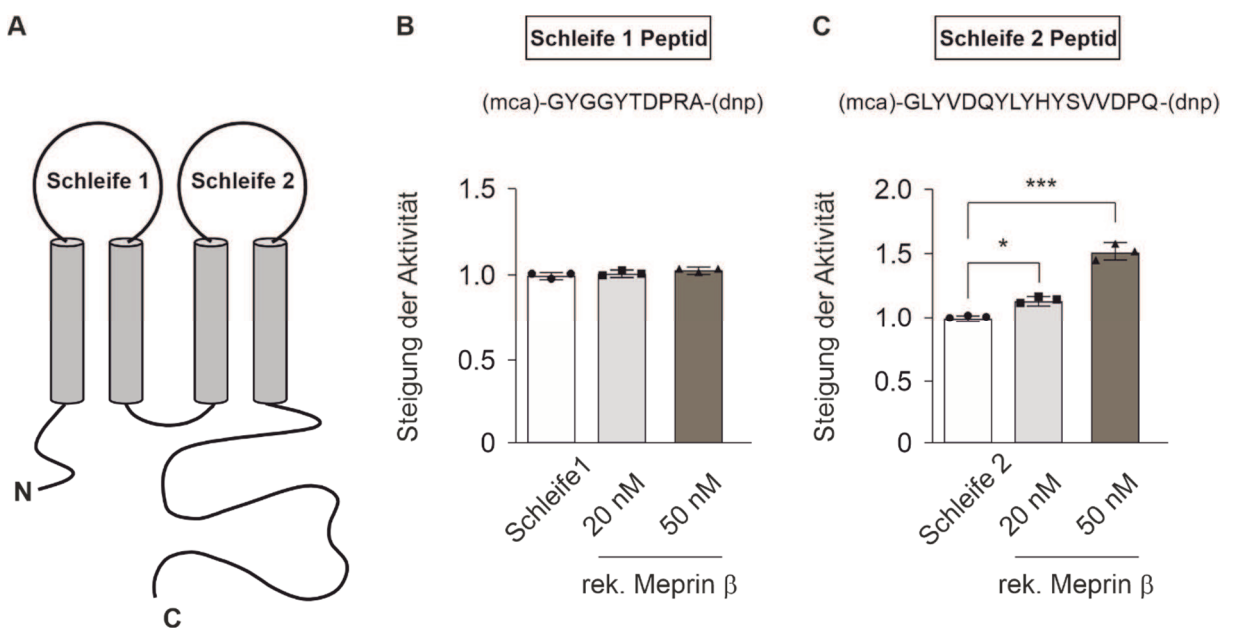 A
Schleife 1
Schleife 2
N
C
B
Schleife 1 Peptid
(mca)-GYGGYTDPRA-(dnp)
Steigung der Aktivität
1.5
1.0
0.5
0
Schleife1
20 nM
50 nM
rek. Meprin β
C
Schleife 2 Peptid
(mca)-GLYVDQYLYHYSVVDPQ-(dnp)
Steigung der Aktivität
2.0
1.5
1.0
0.5
0
***
*
Schleife 2
20 nM
50 nM
rek. Meprin β